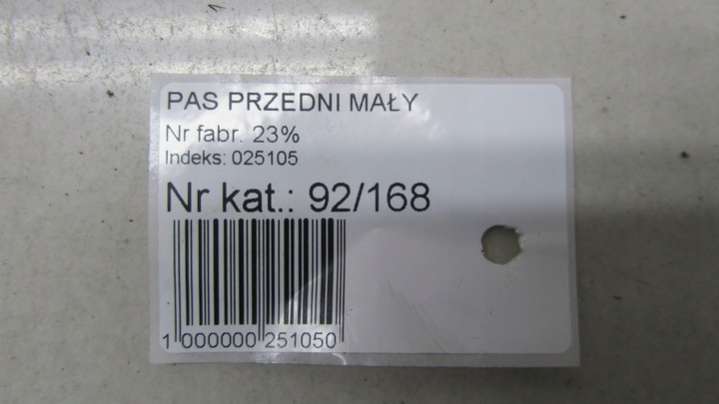 PAS PRZEDNI MAŁY
Nr fabr. 23%
Indeks: 025105
Nr kat.: 92/168
1 000000 251050